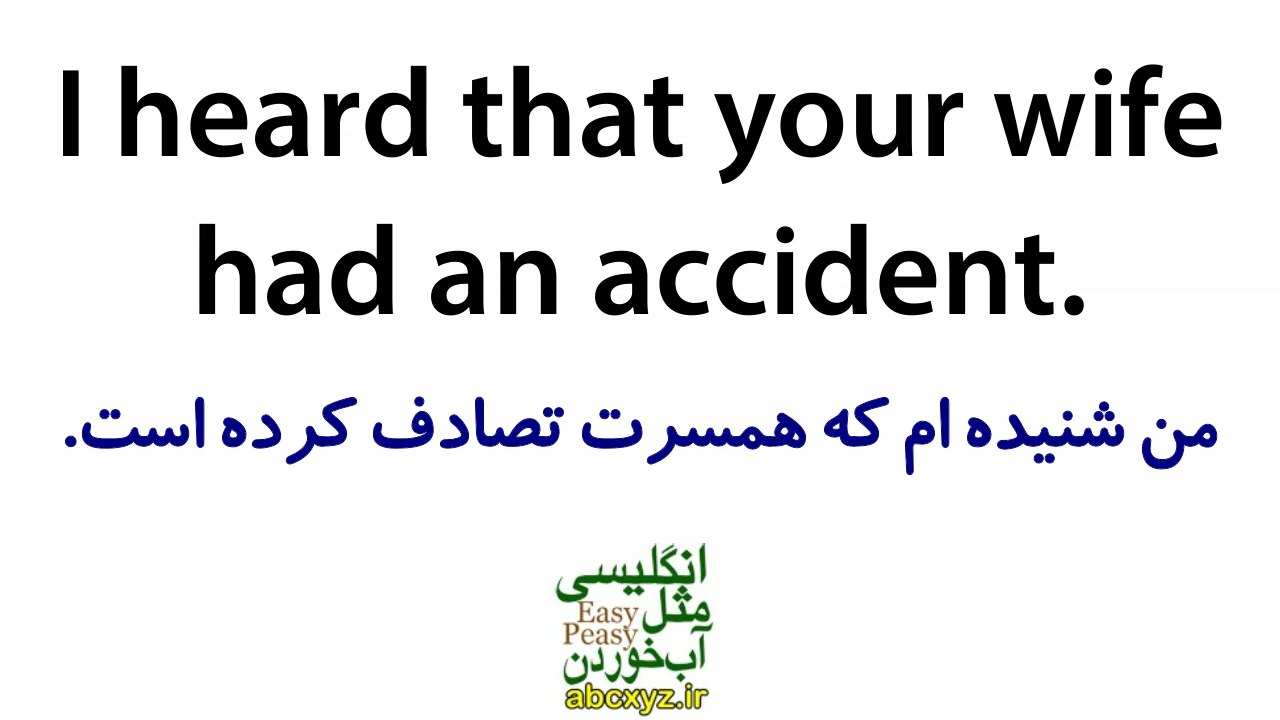 I heard that your wife
had an accident.
من شنیده ام که همسرت تصادف کرده است.
انگلیسی
مثل
Easy
Peasy
آب خوردن
abcxyz.ir